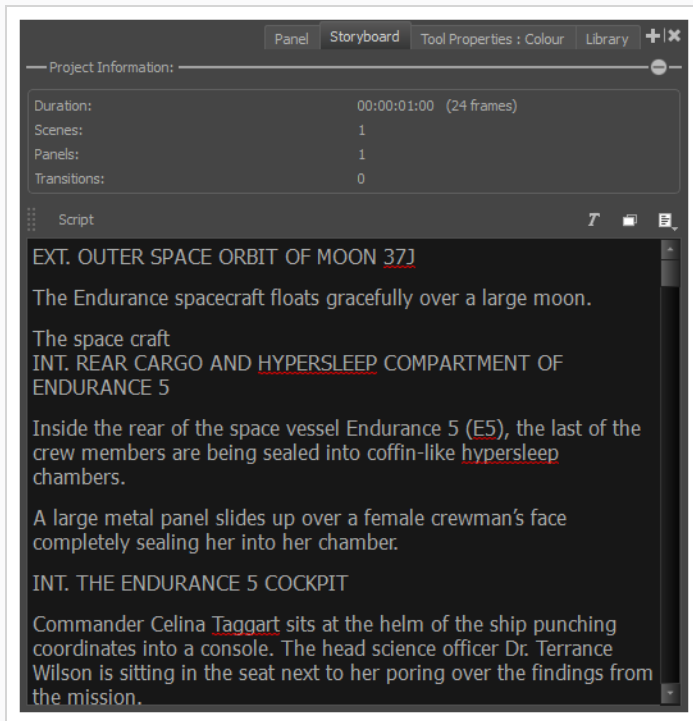 Panel Storyboard Tool Properties : Colour Library
Project Information:
Duration: 00:00:01:00 (24 frames)
Scenes: 1
Panels: 1
Transitions: 0
Script
EXT. OUTER SPACE ORBIT OF MOON 37J
The Endurance spacecraft floats gracefully over a large moon.
The space craft
INT. REAR CARGO AND HYPERSLEEP COMPARTMENT OF
ENDURANCE 5
Inside the rear of the space vessel Endurance 5 (E5), the last of the
crew members are being sealed into coffin-like hypersleep
chambers.
A large metal panel slides up over a female crewman’s face
completely sealing her into her chamber.
INT. THE ENDURANCE 5 COCKPIT
Commander Celina Taggart sits at the helm of the ship punching
coordinates into a console. The head science officer Dr. Terrance
Wilson is sitting in the seat next to her poring over the findings from
the mission.